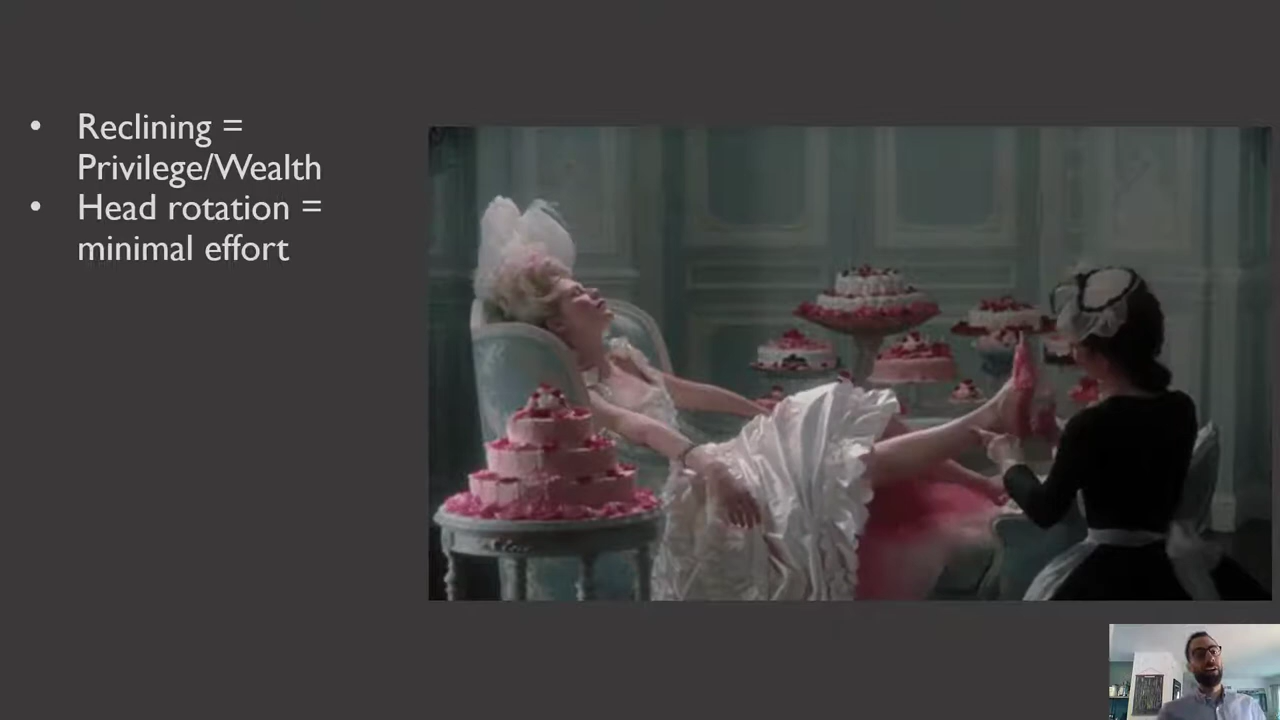 • Reclining =
Privilege/Wealth
• Head rotation =
minimal effort